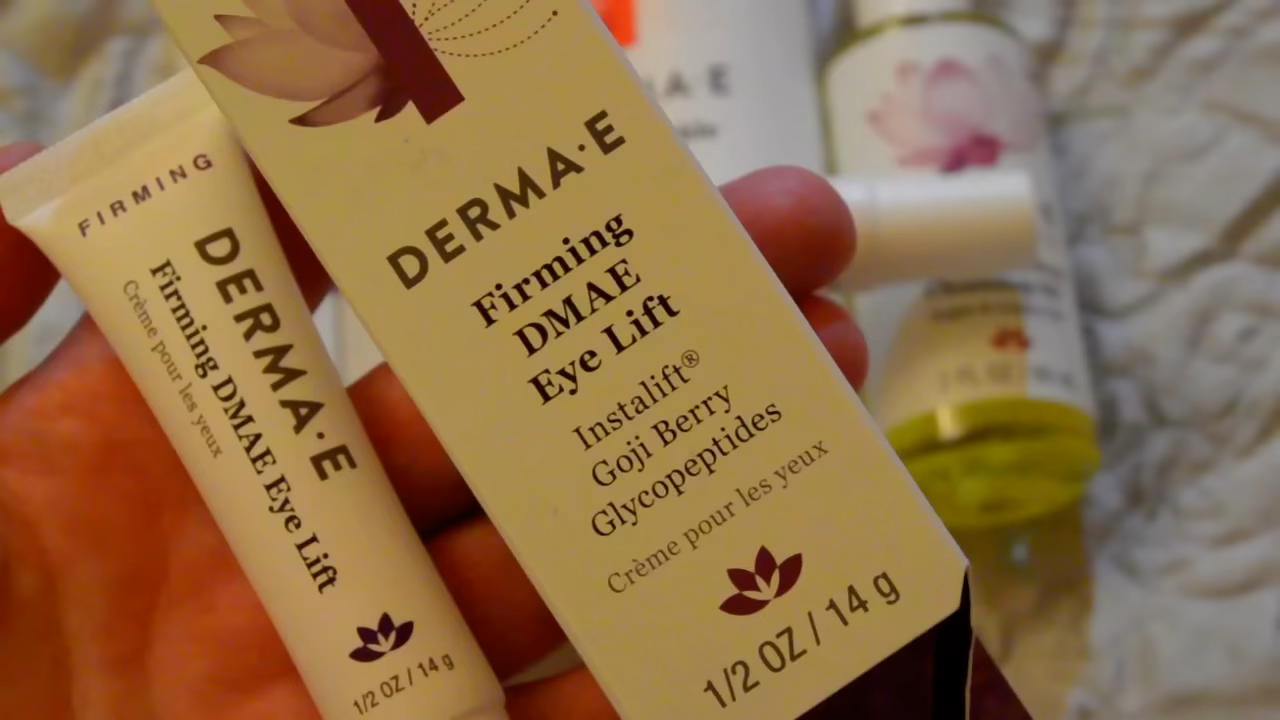 FIRMING
DERMA·E
Firming DMAE Eye Lift
Crème pour les yeux
1/2 OZ / 14 g
DERMA·E
Firming
DMAE
Eye Lift
Instalift®
Goji Berry
Glycopeptides
Crème pour les yeux
1/2 OZ / 14 g